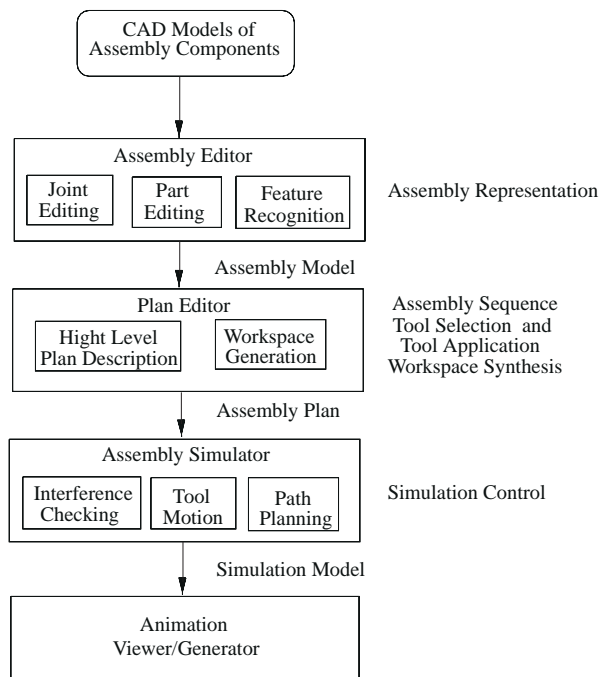 CAD Models of
Assembly Components
Assembly Editor
Joint
Editing
Part
Editing
Feature
Recognition
Assembly Representation
Assembly Model
Plan Editor
Hight Level
Plan Description
Workspace
Generation
Assembly Sequence
Tool Selection and
Tool Application
Workspace Synthesis
Assembly Plan
Assembly Simulator
Interference
Checking
Tool
Motion
Path
Planning
Simulation Control
Simulation Model
Animation
Viewer/Generator